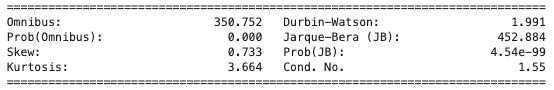 ==============================================================================
Omnibus:                      350.752   Durbin-Watson:                   1.991
Prob(Omnibus):                  0.000   Jarque-Bera (JB):              452.884
Skew:                           0.733   Prob(JB):                     4.54e-99
Kurtosis:                       3.664   Cond. No.                         1.55
==============================================================================